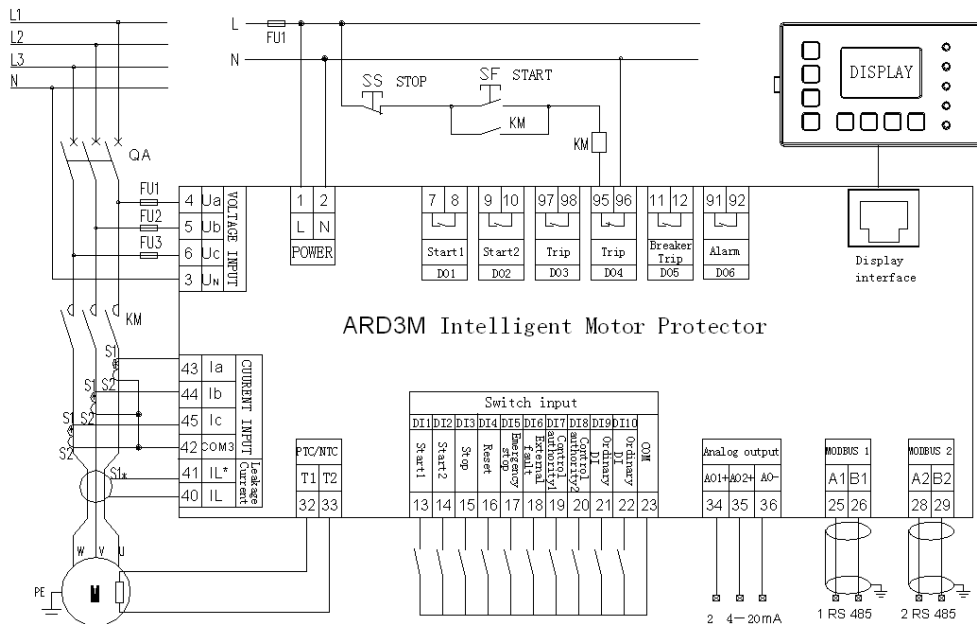 L1
L2
L3
N
L
FU1
N
SS STOP
SF START
KM
KM
DISPLAY
QA
FU1
FU2
FU3
4 Ua
5 Ub
6 Uc
3 UN
VOLTAGE INPUT
1 2
L N
POWER
7 8
Start1
DO1
9 10
Start2
DO2
97 98
Trip
DO3
95 96
Trip
DO4
11 12
Breaker
Trip
DO5
91 92
Alarm
DO6
Display
interface
KM
ARD3M Intelligent Motor Protector
S1
S2
S1
S2
S1
S2
43 Ia
44 Ib
45 Ic
42 COM3
CUURENT INPUT
41 IL*
40 IL
Leakage
Current
S1*
W V U
PE
M
PTC/NTC
T1 T2
32 33
Switch input
DI1 DI2 DI3 DI4 DI5 DI6 DI7 DI8 DI9 DI10 COM
Start1
Start2
Stop
Reset
Emergency
stop
External
fault
Control
authority1
Control
authority2
Ordinary
DI
Ordinary
DI
13 14 15 16 17 18 19 20 21 22 23
Analog output
AO1+ AO2+ AO-
34 35 36
2 4—20mA
MODBUS 1
A1 B1
25 26
1 RS 485
MODBUS 2
A2 B2
28 29
2 RS 485